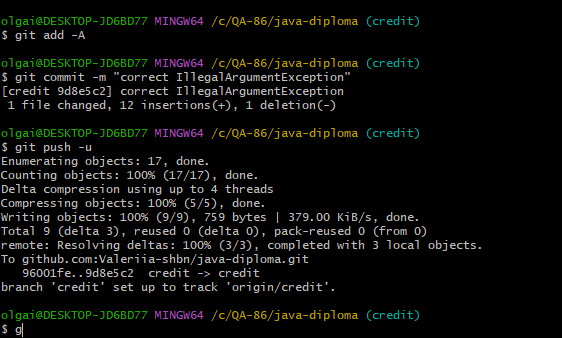 olgai@DESKTOP-JD6BD77 MINGW64 /c/QA-86/java-diploma (credit)
$ git add -A
olgai@DESKTOP-JD6BD77 MINGW64 /c/QA-86/java-diploma (credit)
$ git commit -m "correct IllegalArgumentException"
[credit 9d8e5c2] correct IllegalArgumentException
 1 file changed, 12 insertions(+), 1 deletion(-)
olgai@DESKTOP-JD6BD77 MINGW64 /c/QA-86/java-diploma (credit)
$ git push -u
Enumerating objects: 17, done.
Counting objects: 100% (17/17), done.
Delta compression using up to 4 threads
Compressing objects: 100% (5/5), done.
Writing objects: 100% (9/9), 759 bytes | 379.00 KiB/s, done.
Total 9 (delta 3), reused 0 (delta 0), pack-reused 0 (from 0)
remote: Resolving deltas: 100% (3/3), completed with 3 local objects.
To github.com:Valeriia-shbn/java-diploma.git
   96001fe..9d8e5c2  credit -> credit
branch 'credit' set up to track 'origin/credit'.
olgai@DESKTOP-JD6BD77 MINGW64 /c/QA-86/java-diploma (credit)
$ g